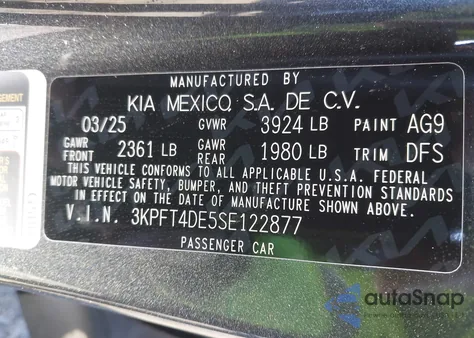 MANUFACTURED BY
KIA MEXICO, S.A. DE C.V.
03/25 GVWR 3924 LB PAINT AG9
GAWR FRONT 2361 LB GAWR REAR 1980 LB TRIM DFS
THIS VEHICLE CONFORMS TO ALL APPLICABLE U.S.A. FEDERAL
MOTOR VEHICLE SAFETY, BUMPER, AND THEFT PREVENTION STANDARDS
IN EFFECT ON THE DATE OF MANUFACTURE SHOWN ABOVE.
V.I.N. 3KPFT4DE5SE122877
PASSENGER CAR
autoSnap